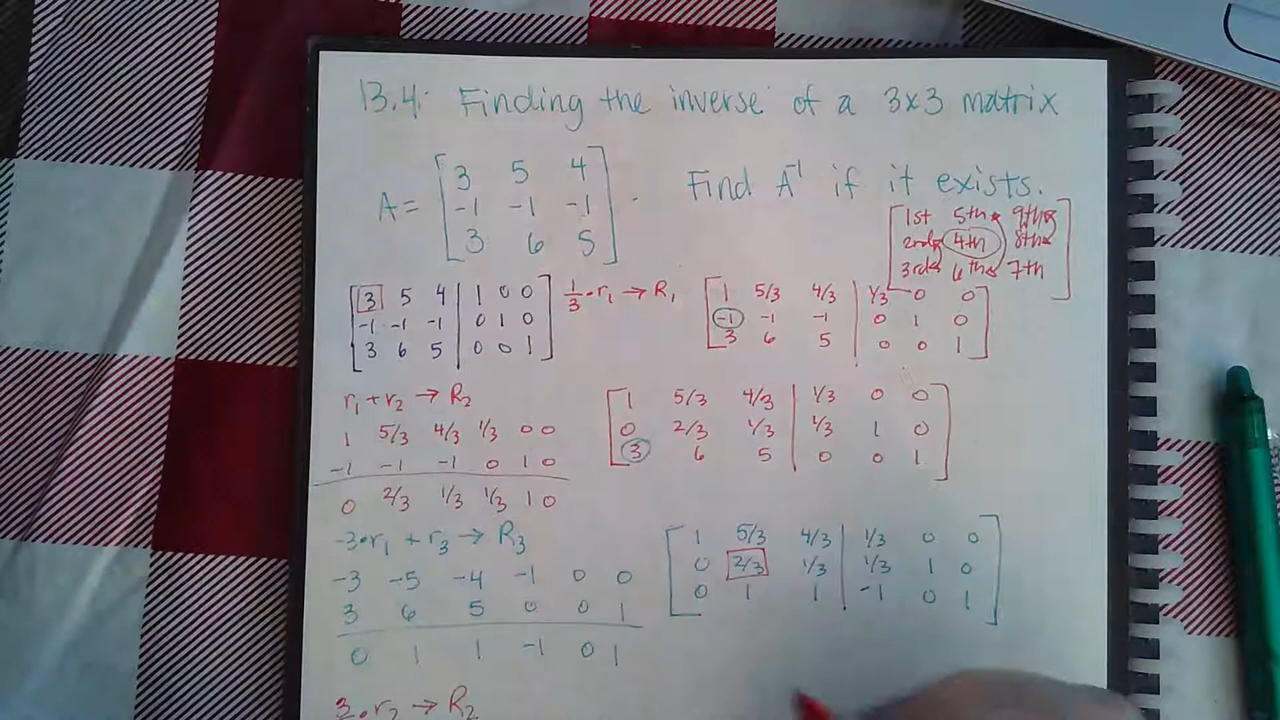 13.4: Finding the inverse of a 3x3 matrix
A = [ 3 5 4
-1 -1 -1
3 6 5 ] .
Find A⁻¹ if it exists.
[ 1st 5th 9th
2nd 4th 8th
3rd 6th 7th ]
[ 3 5 4 | 1 0 0
-1 -1 -1 | 0 1 0
3 6 5 | 0 0 1 ]
1/3 • r₁ → R₁
[ 1 5/3 4/3 | 1/3 0 0
-1 -1 -1 | 0 1 0
3 6 5 | 0 0 1 ]
r₁ + r₂ → R₂
1 5/3 4/3 1/3 0 0
-1 -1 -1 0 1 0
0 2/3 1/3 1/3 1 0
[ 1 5/3 4/3 | 1/3 0 0
0 2/3 1/3 | 1/3 1 0
3 6 5 | 0 0 1 ]
-3•r₁ + r₃ → R₃
-3 -5 -4 -1 0 0
3 6 5 0 0 1
0 1 1 -1 0 1
[ 1 5/3 4/3 | 1/3 0 0
0 2/3 1/3 | 1/3 1 0
0 1 1 | -1 0 1 ]
3 • r₂ → R₂